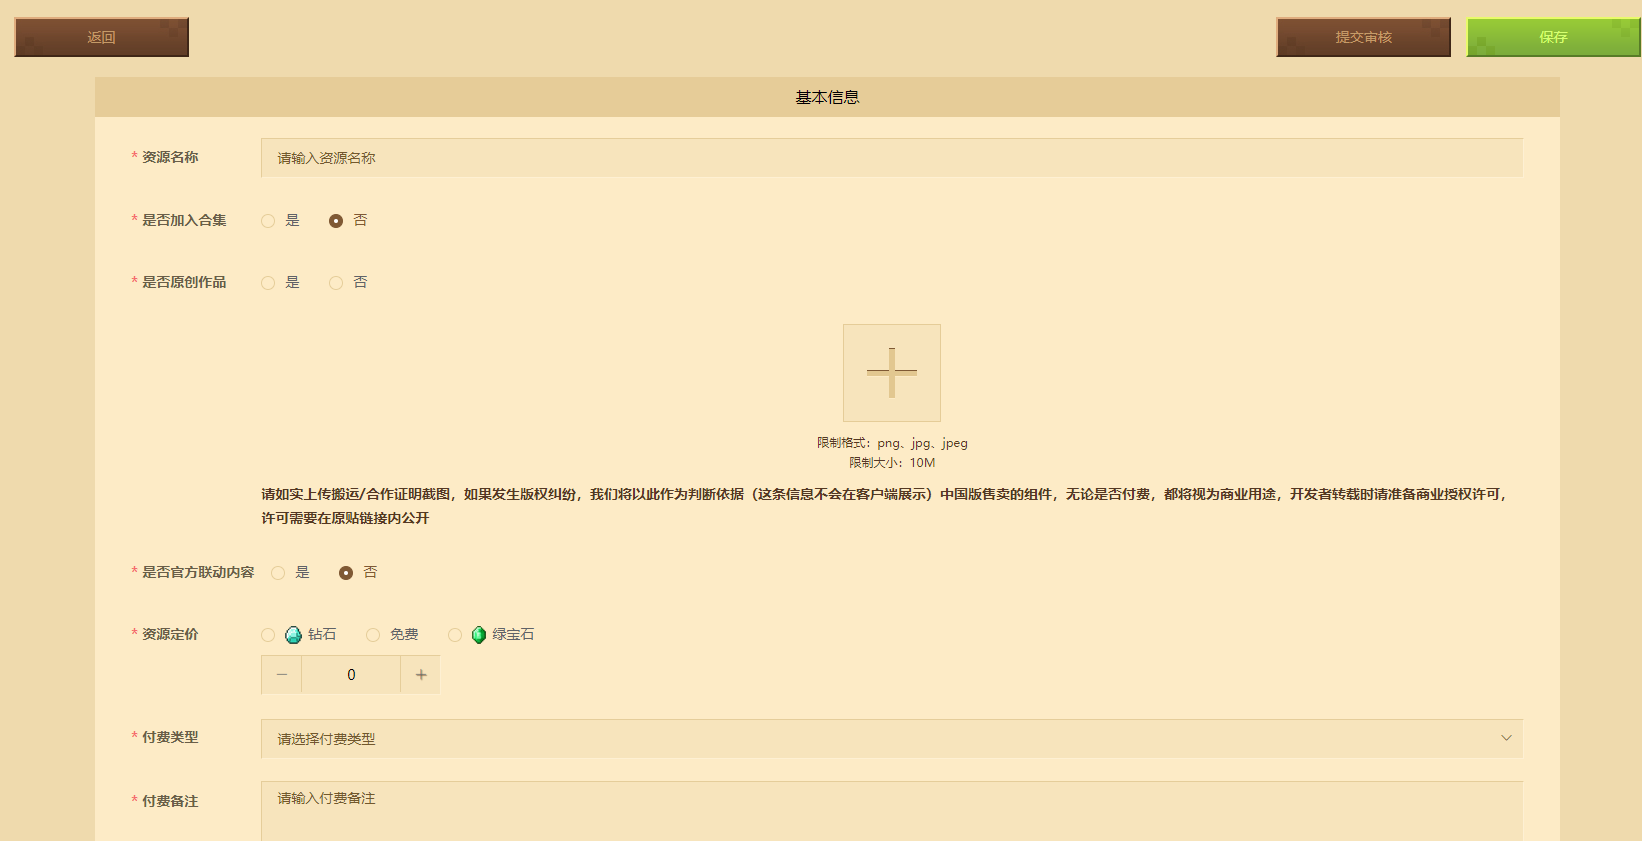 返回
提交审核
保存
基本信息
* 资源名称
请输入资源名称
* 是否加入合集 是 否
* 是否原创作品 是 否
限制格式：png、jpg、jpeg
限制大小：10M
请如实上传搬运/合作证明截图，如果发生版权纠纷，我们将以此作为判断依据（这条信息不会在客户端展示）中国版售卖的组件，无论是否付费，都将视为商业用途，开发者转载时请准备商业授权许可，
许可需要在原贴链接内公开
* 是否官方联动内容 是 否
* 资源定价 钻石 免费 绿宝石
− 0 +
* 付费类型
请选择付费类型
* 付费备注
请输入付费备注